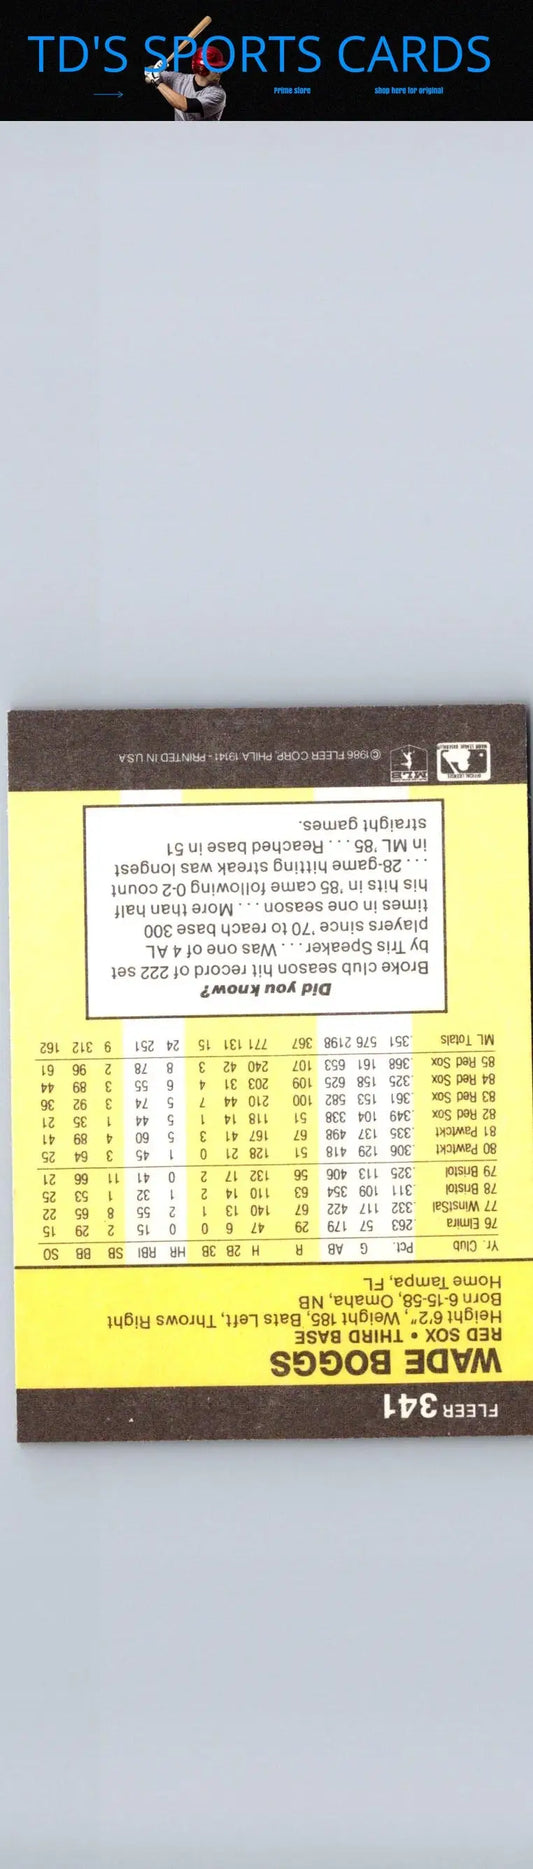 TD'S SPORTS CARDS
Prime store
shop here for original
FLEER 341
WADE BOGGS
RED SOX • THIRD BASE
Height 6'2", Weight 185, Bats Left, Throws Right
Born 6-15-58, Omaha, NB
Home Tampa, FL
Yr. Club Pct. G AB R H 2B 3B HR RBI SB BB SO
76 Elmira .263 57 179 29 47 6 0 0 15 2 29 15
77 WinstSal .332 117 422 67 140 13 1 2 55 8 65 22
78 Bristol .311 109 354 63 110 14 2 1 32 1 53 25
79 Bristol .325 113 406 56 132 17 2 0 41 11 66 21
80 Pawtckt .306 129 418 51 128 21 0 1 45 3 64 25
81 Pawtckt .335 137 498 67 167 41 3 5 60 4 89 41
82 Red Sox .349 104 338 51 118 14 1 5 44 1 35 21
83 Red Sox .361 153 582 100 210 44 7 5 74 3 92 36
84 Red Sox .325 158 625 109 203 31 4 6 55 3 89 44
85 Red Sox .368 161 653 107 240 42 3 8 78 2 96 61
ML Totals .351 576 2198 367 771 131 15 24 251 9 312 162
Did you know?
Broke club season hit record of 222 set
by Tris Speaker. . . . Was one of 4 AL
players since '70 to reach base 300
times in one season . . . More than half
his hits in '85 came following 0-2 count
. . . 28-game hitting streak was longest
in ML '85 . . . Reached base in 51
straight games.
OFFICIAL LICENSEE
MAJOR LEAGUE BASEBALL
©1986 FLEER CORP., PHILA 19141 - PRINTED IN USA